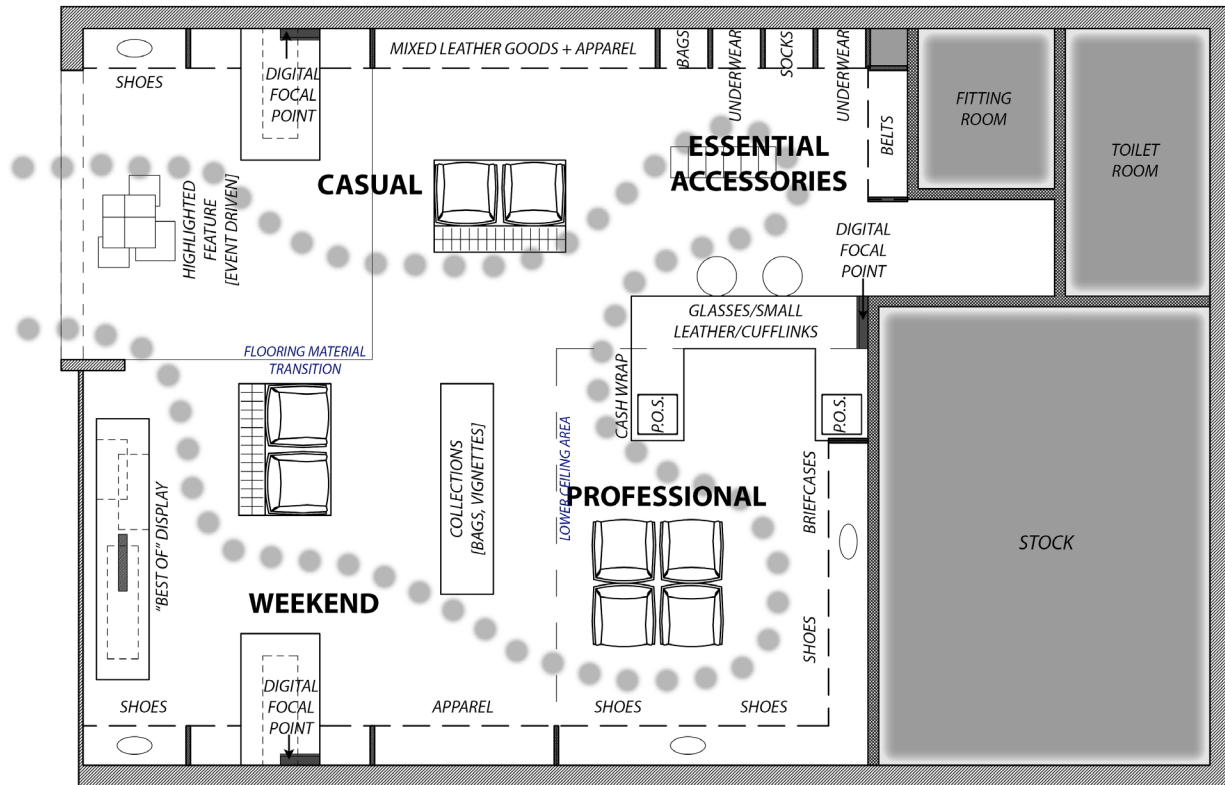 MIXED LEATHER GOODS + APPAREL
BAGS
UNDERWEAR
SOCKS
UNDERWEAR
SHOES
DIGITAL
FOCAL
POINT
BELTS
FITTING
ROOM
TOILET
ROOM
HIGHLIGHTED
FEATURE
[EVENT DRIVEN]
CASUAL
ESSENTIAL
ACCESSORIES
DIGITAL
FOCAL
POINT
GLASSES/SMALL
LEATHER/CUFFLINKS
FLOORING MATERIAL
TRANSITION
CASH WRAP
P.O.S.
P.O.S.
"BEST OF" DISPLAY
COLLECTIONS
[BAGS, VIGNETTES]
LOWER CEILING AREA
PROFESSIONAL
BRIEFCASES
STOCK
WEEKEND
SHOES
DIGITAL
FOCAL
POINT
SHOES
APPAREL
SHOES
SHOES